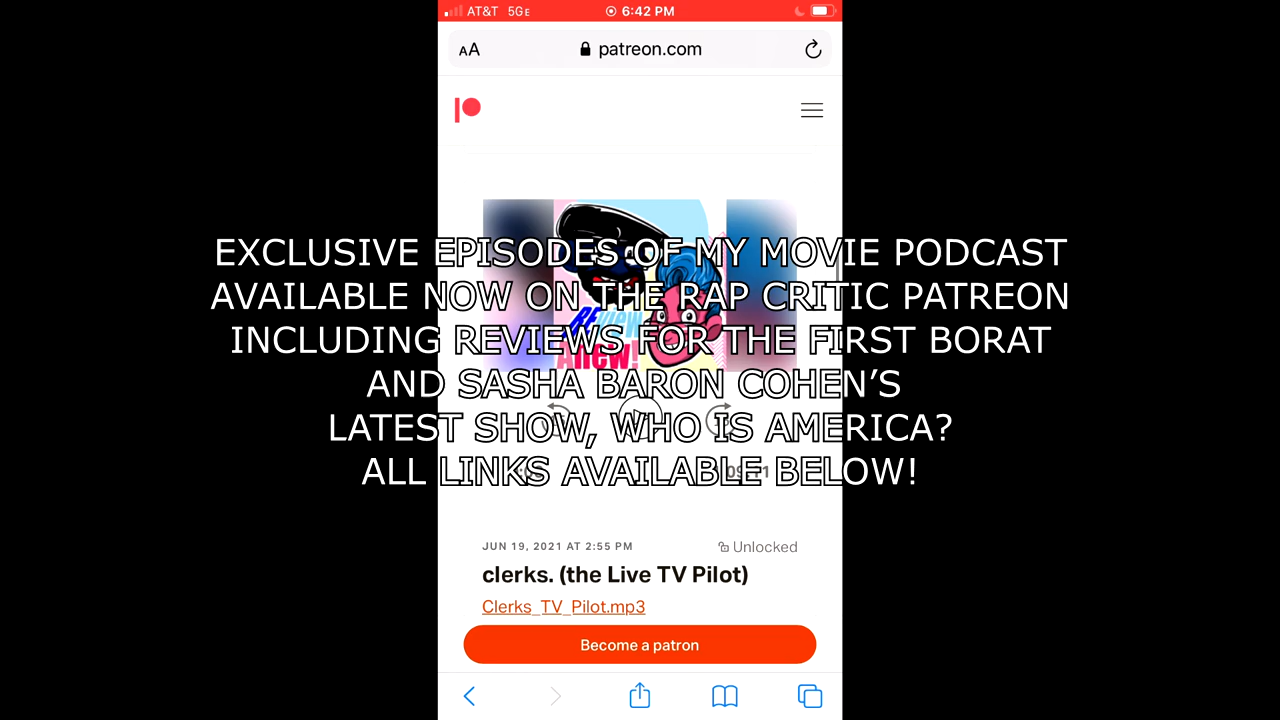 AT&T 5GE 6:42 PM
AA patreon.com
EXCLUSIVE EPISODES OF MY MOVIE PODCAST
AVAILABLE NOW ON THE RAP CRITIC PATREON
INCLUDING REVIEWS FOR THE FIRST BORAT
AND SASHA BARON COHEN'S
LATEST SHOW, WHO IS AMERICA?
ALL LINKS AVAILABLE BELOW!
REview
Anew!
JUN 19, 2021 AT 2:55 PM Unlocked
clerks. (the Live TV Pilot)
Clerks_TV_Pilot.mp3
Become a patron